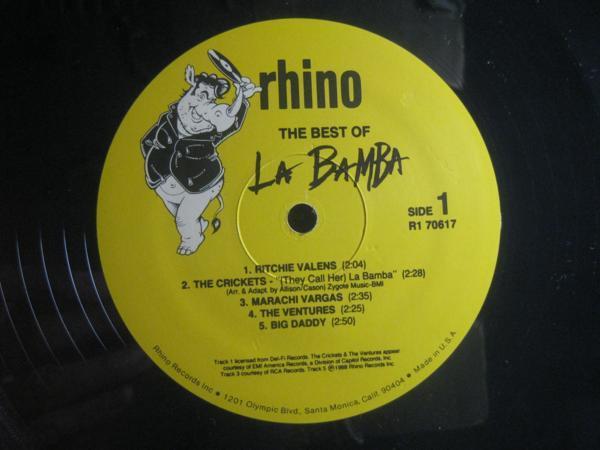 rhino
THE BEST OF
LA BAMBA
SIDE 1
R1 70617
1. RITCHIE VALENS (2:04)
2. THE CRICKETS - "(They Call Her) La Bamba" (2:28)
(Arr. & Adapt. by Allison/Cason) Zygote Music-BMI
3. MARACHI VARGAS (2:35)
4. THE VENTURES (2:25)
5. BIG DADDY (2:50)
Track 1 licensed from Del-Fi Records. The Crickets & The Ventures appear
courtesy of EMI America Records, a Division of Capitol Records, Inc.
Track 3 courtesy of RCA Records. Track 5 ℗1988 Rhino Records Inc.
Rhino Records Inc • 1201 Olympic Blvd., Santa Monica, Calif. 90404 • Made in U.S.A.